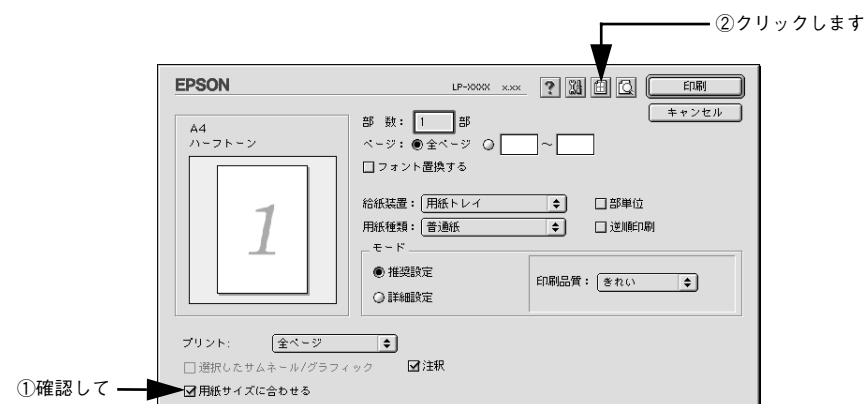 ②クリックします
EPSON
LP-XXXX x.xx
?
印刷
キャンセル
A4
ハーフトーン
1
部 数： 1 部
ページ： 全ページ ～
フォント置換する
給紙装置： 用紙トレイ
部単位
用紙種類： 普通紙
逆順印刷
モード
推奨設定
詳細設定
印刷品質： きれい
プリント: 全ページ
選択したサムネール/グラフィック
注釈
①確認して
用紙サイズに合わせる